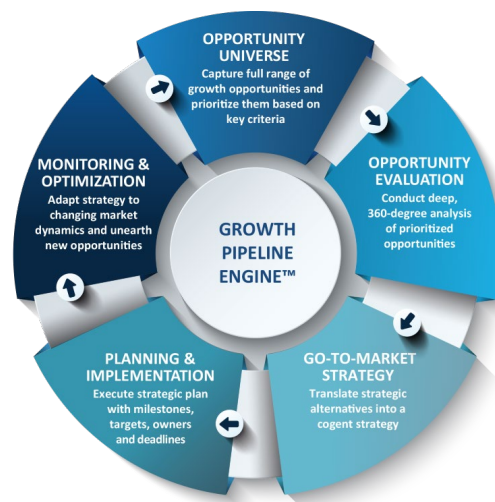 OPPORTUNITY
UNIVERSE
Capture full range of
growth opportunities and
prioritize them based on
key criteria
OPPORTUNITY
EVALUATION
Conduct deep,
360-degree analysis
of prioritized
opportunities
GO-TO-MARKET
STRATEGY
Translate strategic
alternatives into a
cogent strategy
PLANNING &
IMPLEMENTATION
Execute strategic plan
with milestones,
targets, owners
and deadlines
MONITORING &
OPTIMIZATION
Adapt strategy to
changing market
dynamics and unearth
new opportunities
GROWTH
PIPELINE
ENGINE™